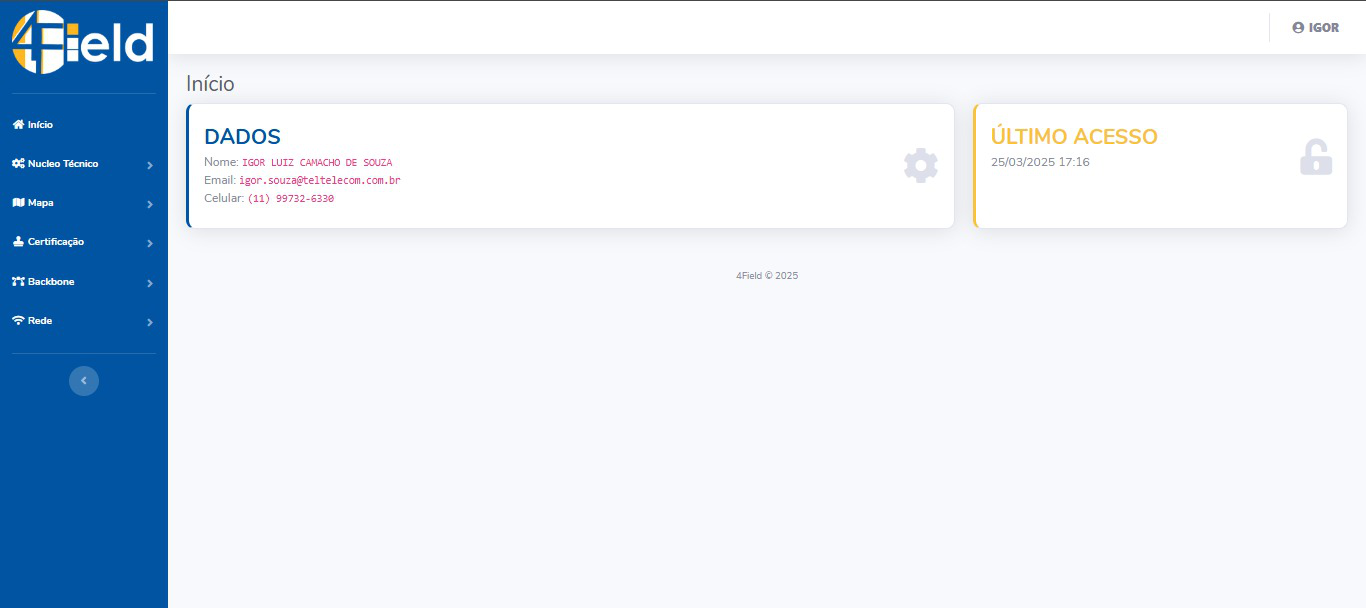 4Field
IGOR
Início
Início
Nucleo Técnico
Mapa
Certificação
Backbone
Rede
DADOS
Nome: IGOR LUIZ CAMACHO DE SOUZA
Email: igor.souza@teltelecom.com.br
Celular: (11) 99732-6330
ÚLTIMO ACESSO
25/03/2025 17:16
4Field © 2025